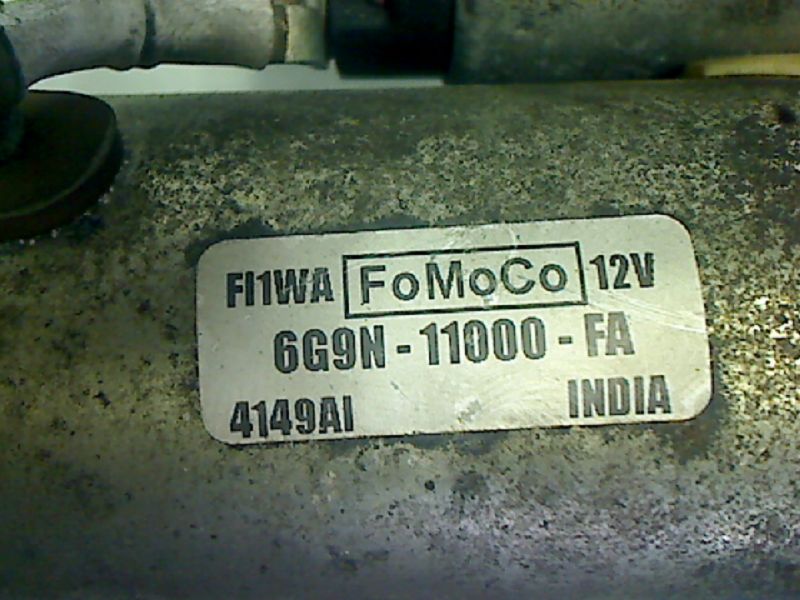 FI1WA FoMoCo 12V
6G9N - 11000 - FA
4149AI INDIA